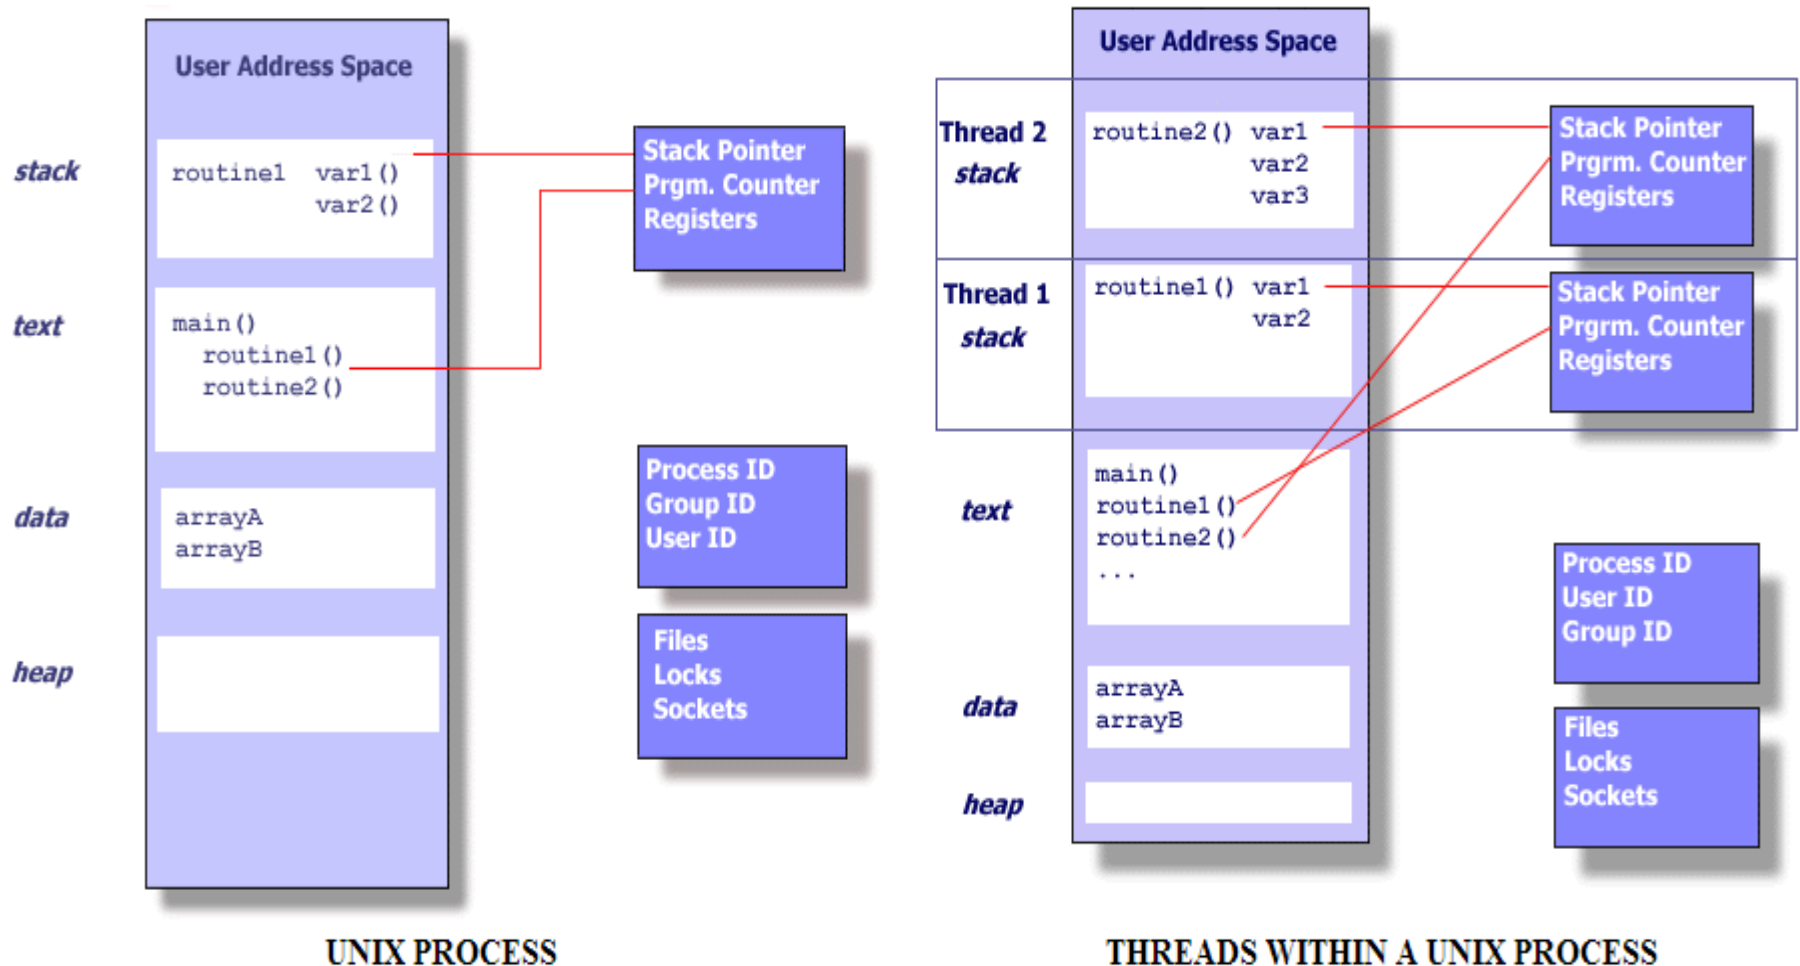 User Address Space
stack
routine1 var1()
var2()
Stack Pointer
Prgm. Counter
Registers
text
main()
routine1()
routine2()
data
arrayA
arrayB
Process ID
Group ID
User ID
heap
Files
Locks
Sockets
UNIX PROCESS
User Address Space
Thread 2
stack
routine2() var1
var2
var3
Stack Pointer
Prgrm. Counter
Registers
Thread 1
stack
routine1() var1
var2
Stack Pointer
Prgrm. Counter
Registers
text
main()
routine1()
routine2()
...
Process ID
User ID
Group ID
data
arrayA
arrayB
heap
Files
Locks
Sockets
THREADS WITHIN A UNIX PROCESS